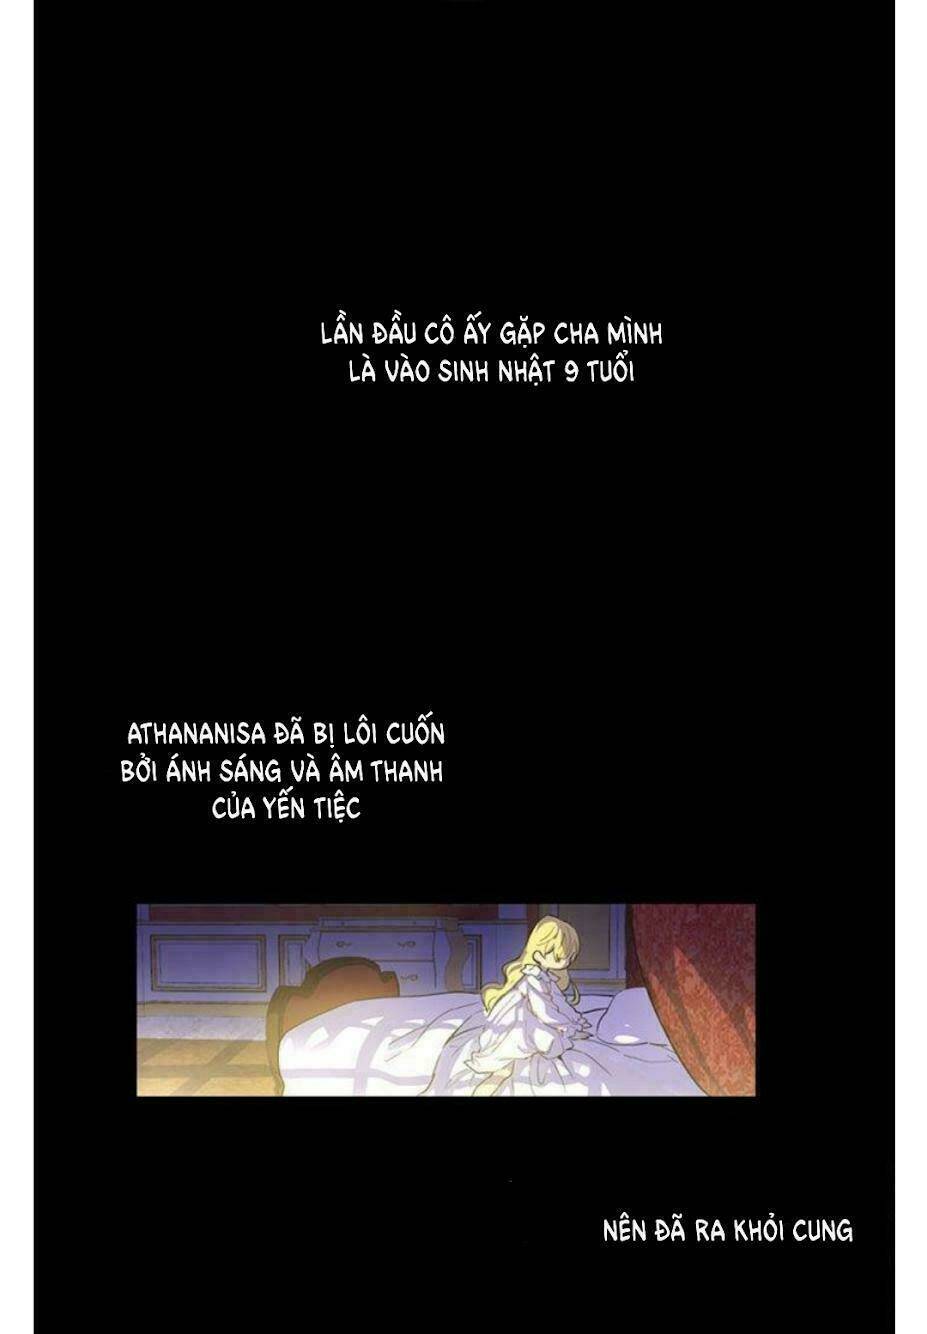 LẦN ĐẦU CÔ ẤY GẶP CHA MÌNH
LÀ VÀO SINH NHẬT 9 TUỔI
ATHANANISA ĐÃ BỊ LÔI CUỐN
BỞI ÁNH SÁNG VÀ ÂM THANH
CỦA YẾN TIỆC
NÊN ĐÃ RA KHỎI CUNG